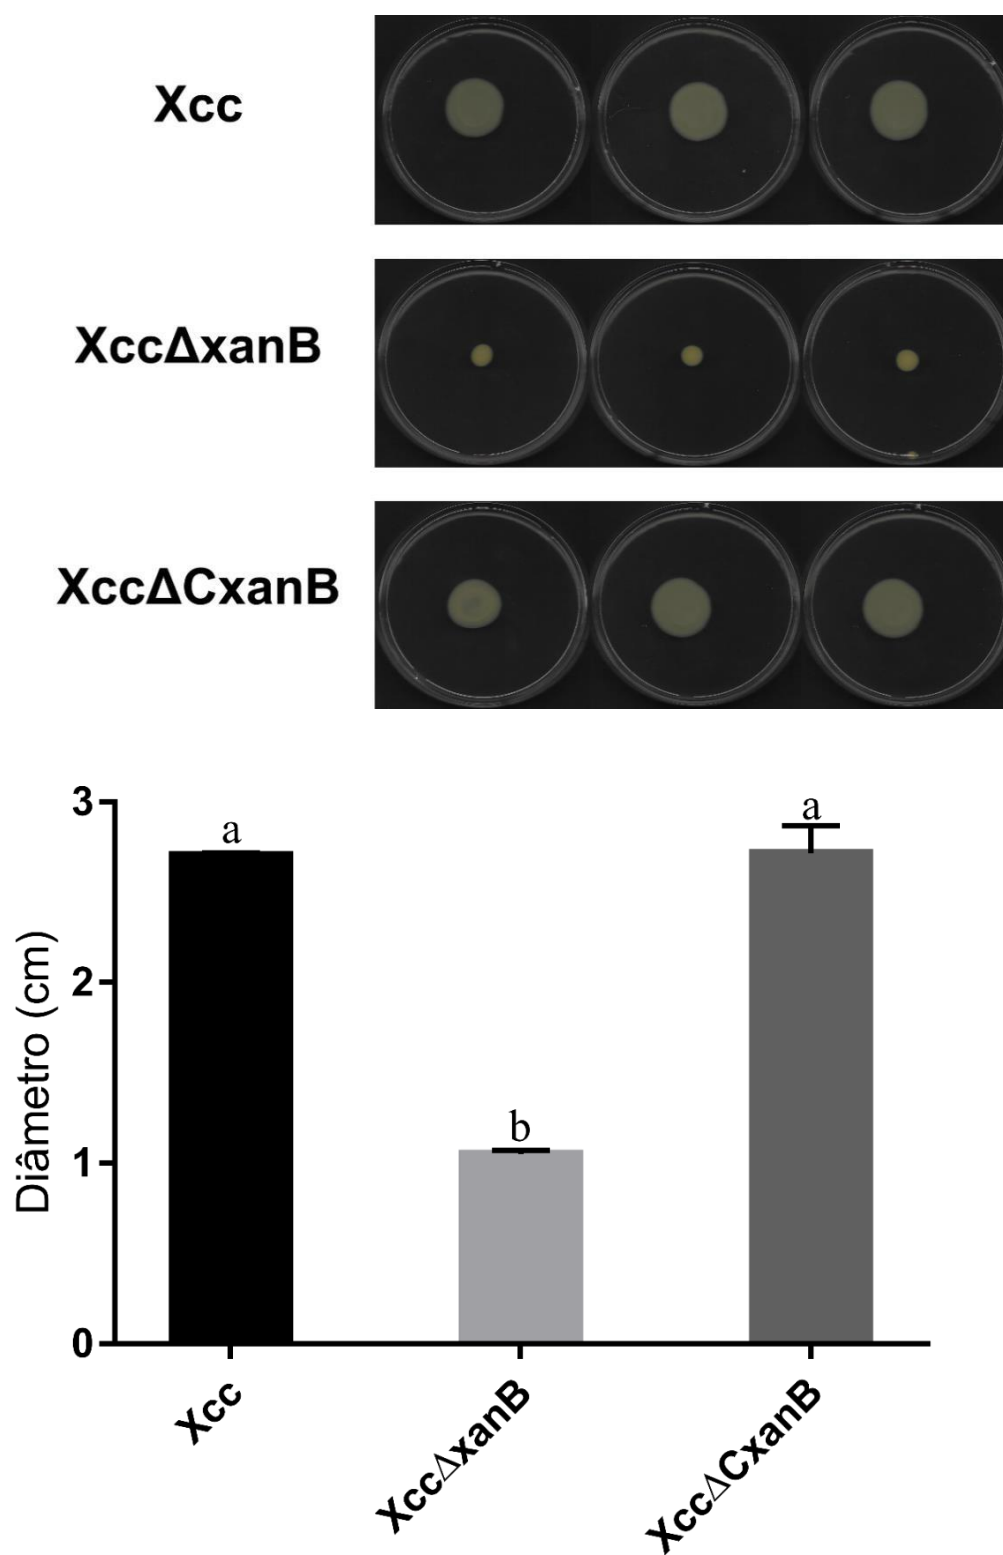 Xcc
XccΔxanB
XccΔCxanB
3
2
1
0
Diâmetro (cm)
a
b
a
Xcc
XccΔxanB
XccΔCxanB